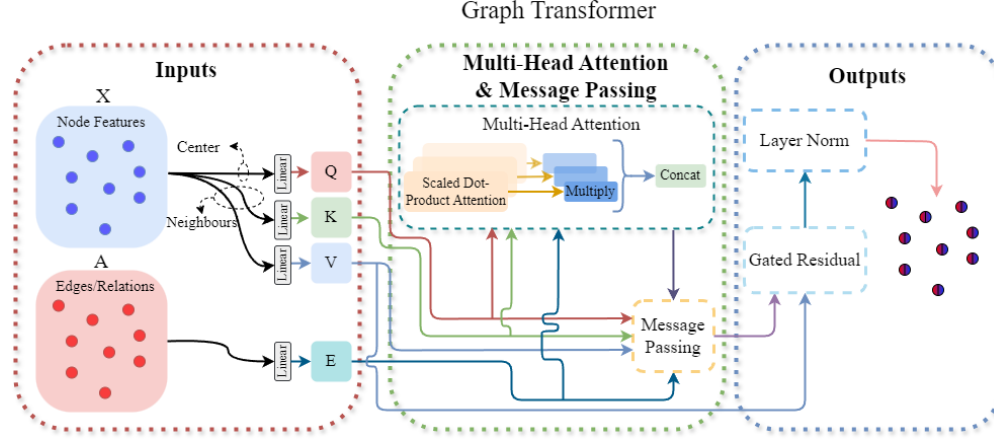 Graph Transformer
Inputs
X
Node Features
Center
Neighbours
A
Edges/Relations
Linear
Linear
Linear
Linear
Q
K
V
E
Multi-Head Attention
& Message Passing
Multi-Head Attention
Scaled Dot-
Product Attention
Multiply
Concat
Message
Passing
Outputs
Layer Norm
Gated Residual